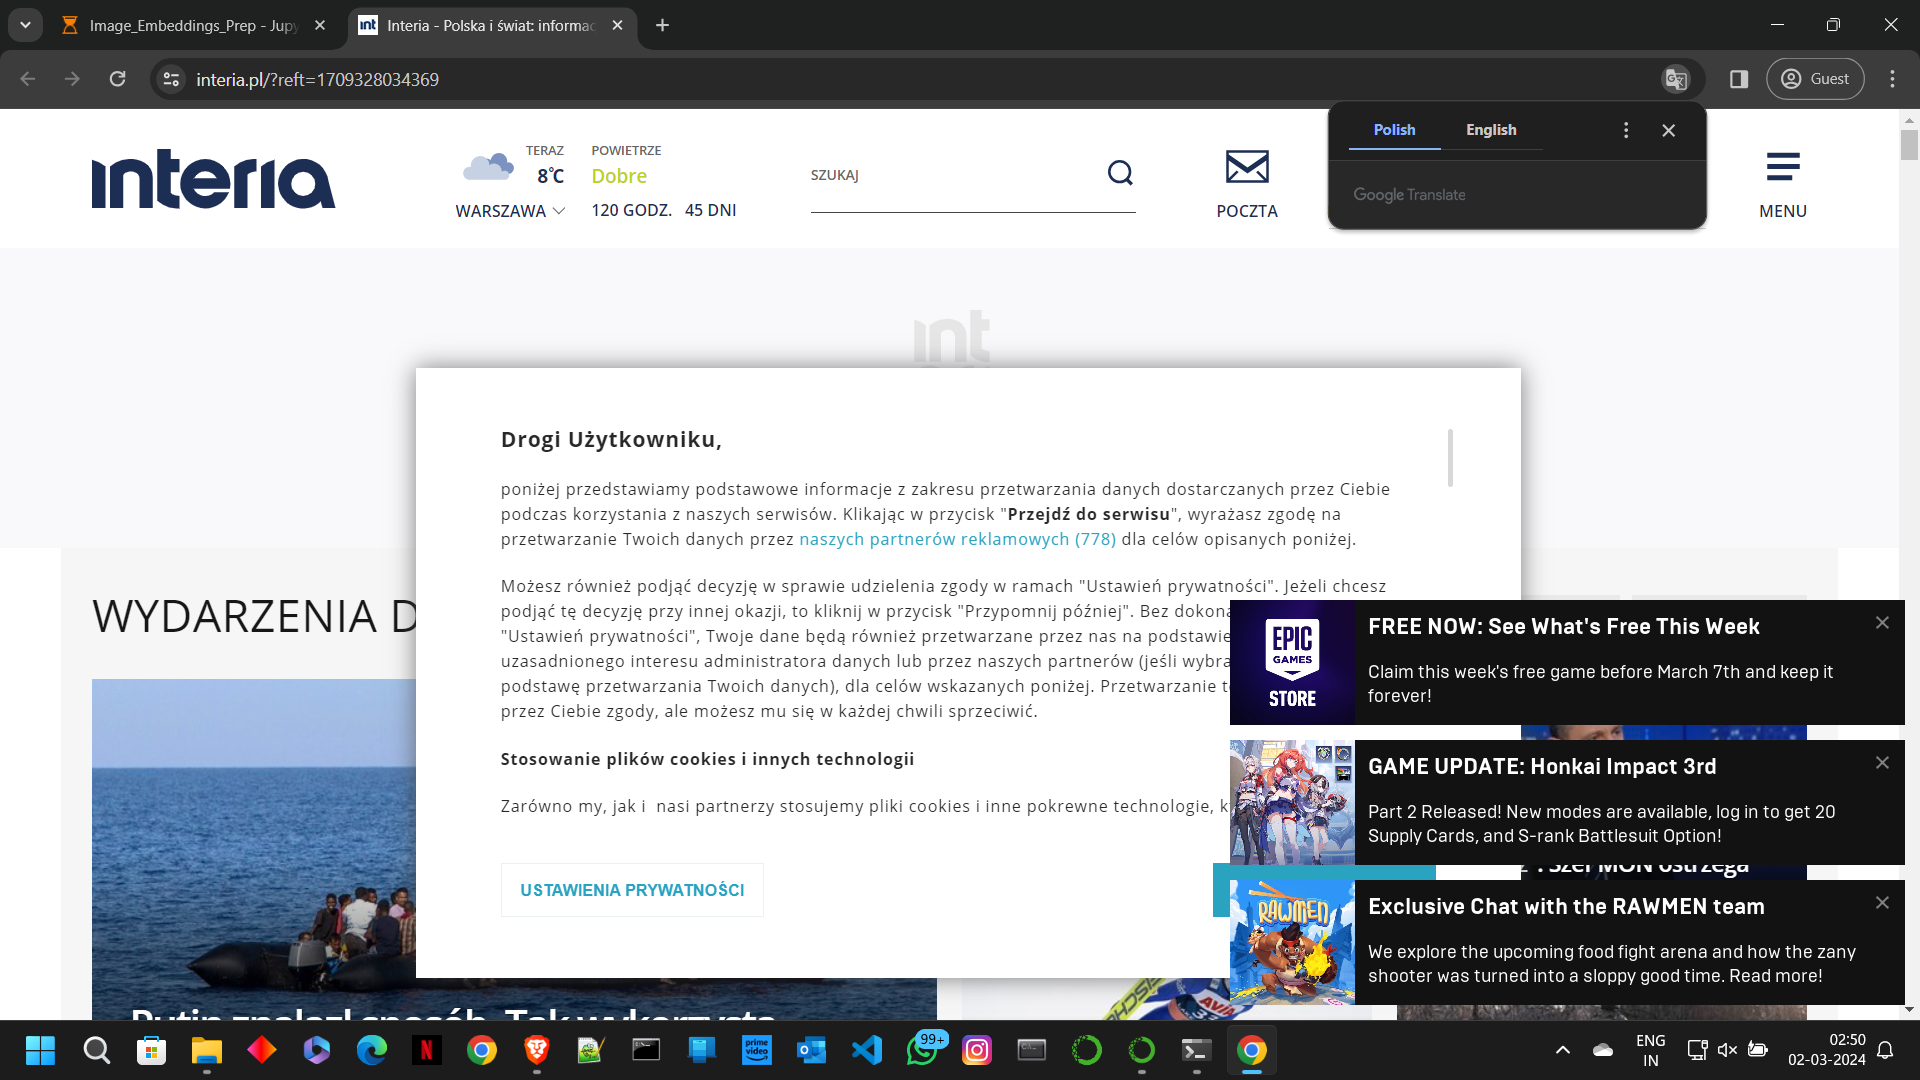 Image_Embeddings_Prep - Jupy
Interia - Polska i świat: informac
interia.pl/?reft=1709328034369
Guest
Polish
English
Google Translate
interia
TERAZ
8°C
WARSZAWA
POWIETRZE
Dobre
120 GODZ. 45 DNI
SZUKAJ
POCZTA
MENU
int
Drogi Użytkowniku,
poniżej przedstawiamy podstawowe informacje z zakresu przetwarzania danych dostarczanych przez Ciebie
podczas korzystania z naszych serwisów. Klikając w przycisk "Przejdź do serwisu", wyrażasz zgodę na
przetwarzanie Twoich danych przez naszych partnerów reklamowych (778) dla celów opisanych poniżej.
Możesz również podjąć decyzję w sprawie udzielenia zgody w ramach "Ustawień prywatności". Jeżeli chcesz
podjąć tę decyzję przy innej okazji, to kliknij w przycisk "Przypomnij później". Bez dokona
"Ustawień prywatności", Twoje dane będą również przetwarzane przez nas na podstawie
uzasadnionego interesu administratora danych lub przez naszych partnerów (jeśli wybra
podstawę przetwarzania Twoich danych), dla celów wskazanych poniżej. Przetwarzanie t
przez Ciebie zgody, ale możesz mu się w każdej chwili sprzeciwić.
Stosowanie plików cookies i innych technologii
Zarówno my, jak i nasi partnerzy stosujemy pliki cookies i inne pokrewne technologie, k
USTAWIENIA PRYWATNOŚCI
WYDARZENIA D
Putin znalazł sposób. Tak wykorzysta
EPIC
GAMES
STORE
FREE NOW: See What's Free This Week
Claim this week's free game before March 7th and keep it
forever!
GAME UPDATE: Honkai Impact 3rd
Part 2 Released! New modes are available, log in to get 20
Supply Cards, and S-rank Battlesuit Option!
Szef MON ostrzega
RAWMEN
Exclusive Chat with the RAWMEN team
We explore the upcoming food fight arena and how the zany
shooter was turned into a sloppy good time. Read more!
AVIA
prime
video
99+
ENG
IN
02:50
02-03-2024